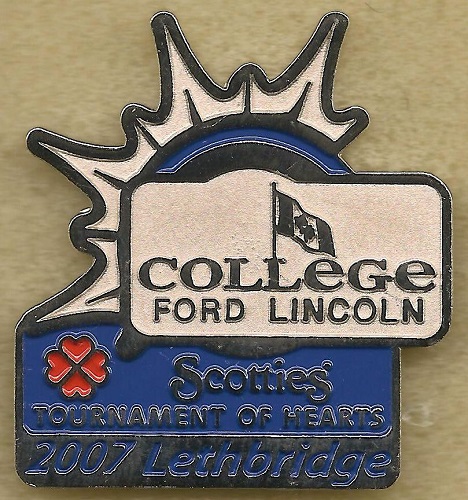 COLLeGe
FORD LINCOLN
Scotties
TOURNAMENT OF HEARTS
2007 Lethbridge